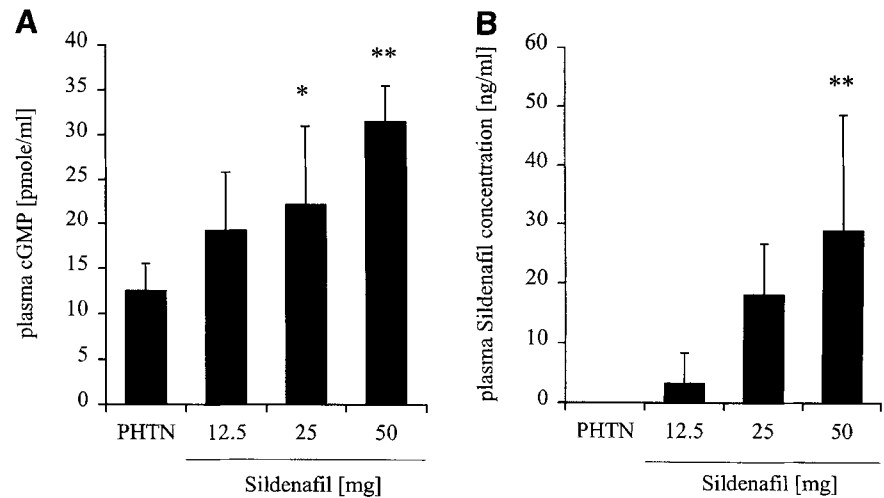 A
plasma cGMP [pmole/ml]
40
35
30
25
20
15
10
5
0
*
**
PHTN 12.5 25 50
Sildenafil [mg]
B
plasma Sildenafil concentration [ng/ml]
60
50
40
30
20
10
0
**
PHTN 12.5 25 50
Sildenafil [mg]